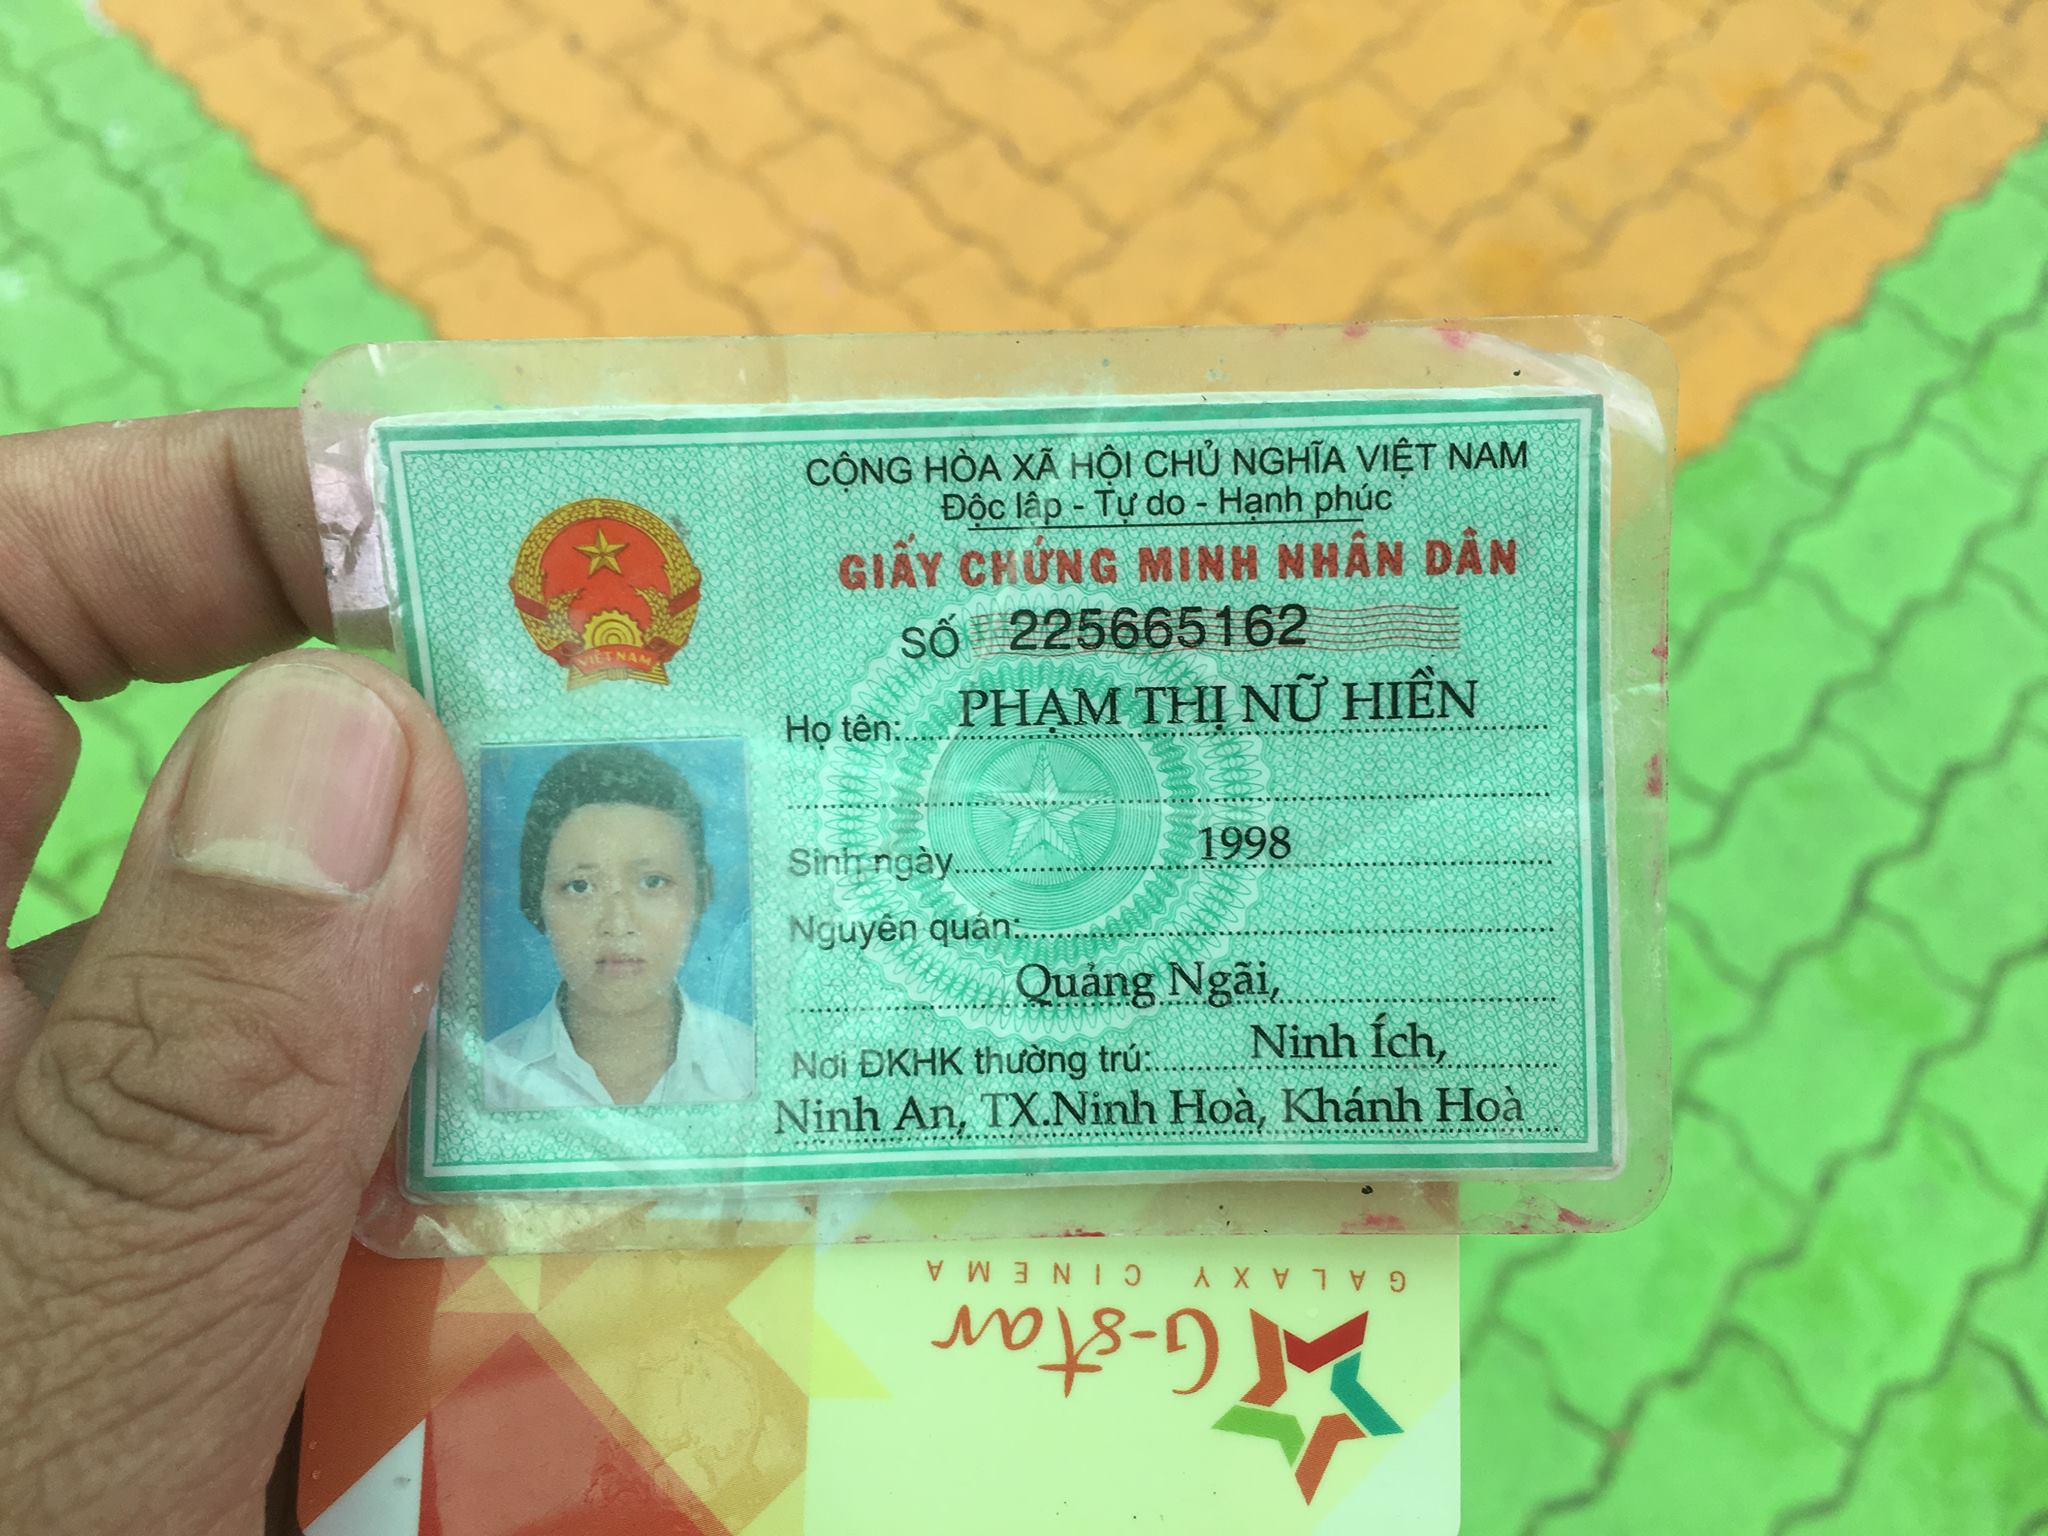 CỘNG HÒA XÃ HỘI CHỦ NGHĨA VIỆT NAM
Độc lập - Tự do - Hạnh phúc
GIẤY CHỨNG MINH NHÂN DÂN
VIỆT NAM
SỐ 225665162
Họ tên: PHẠM THỊ NỮ HIỀN
Sinh ngày 1998
Nguyên quán:
Quảng Ngãi,
Nơi ĐKHK thường trú: Ninh Ích,
Ninh An, TX.Ninh Hoà, Khánh Hoà
GALAXY CINEMA
G-star